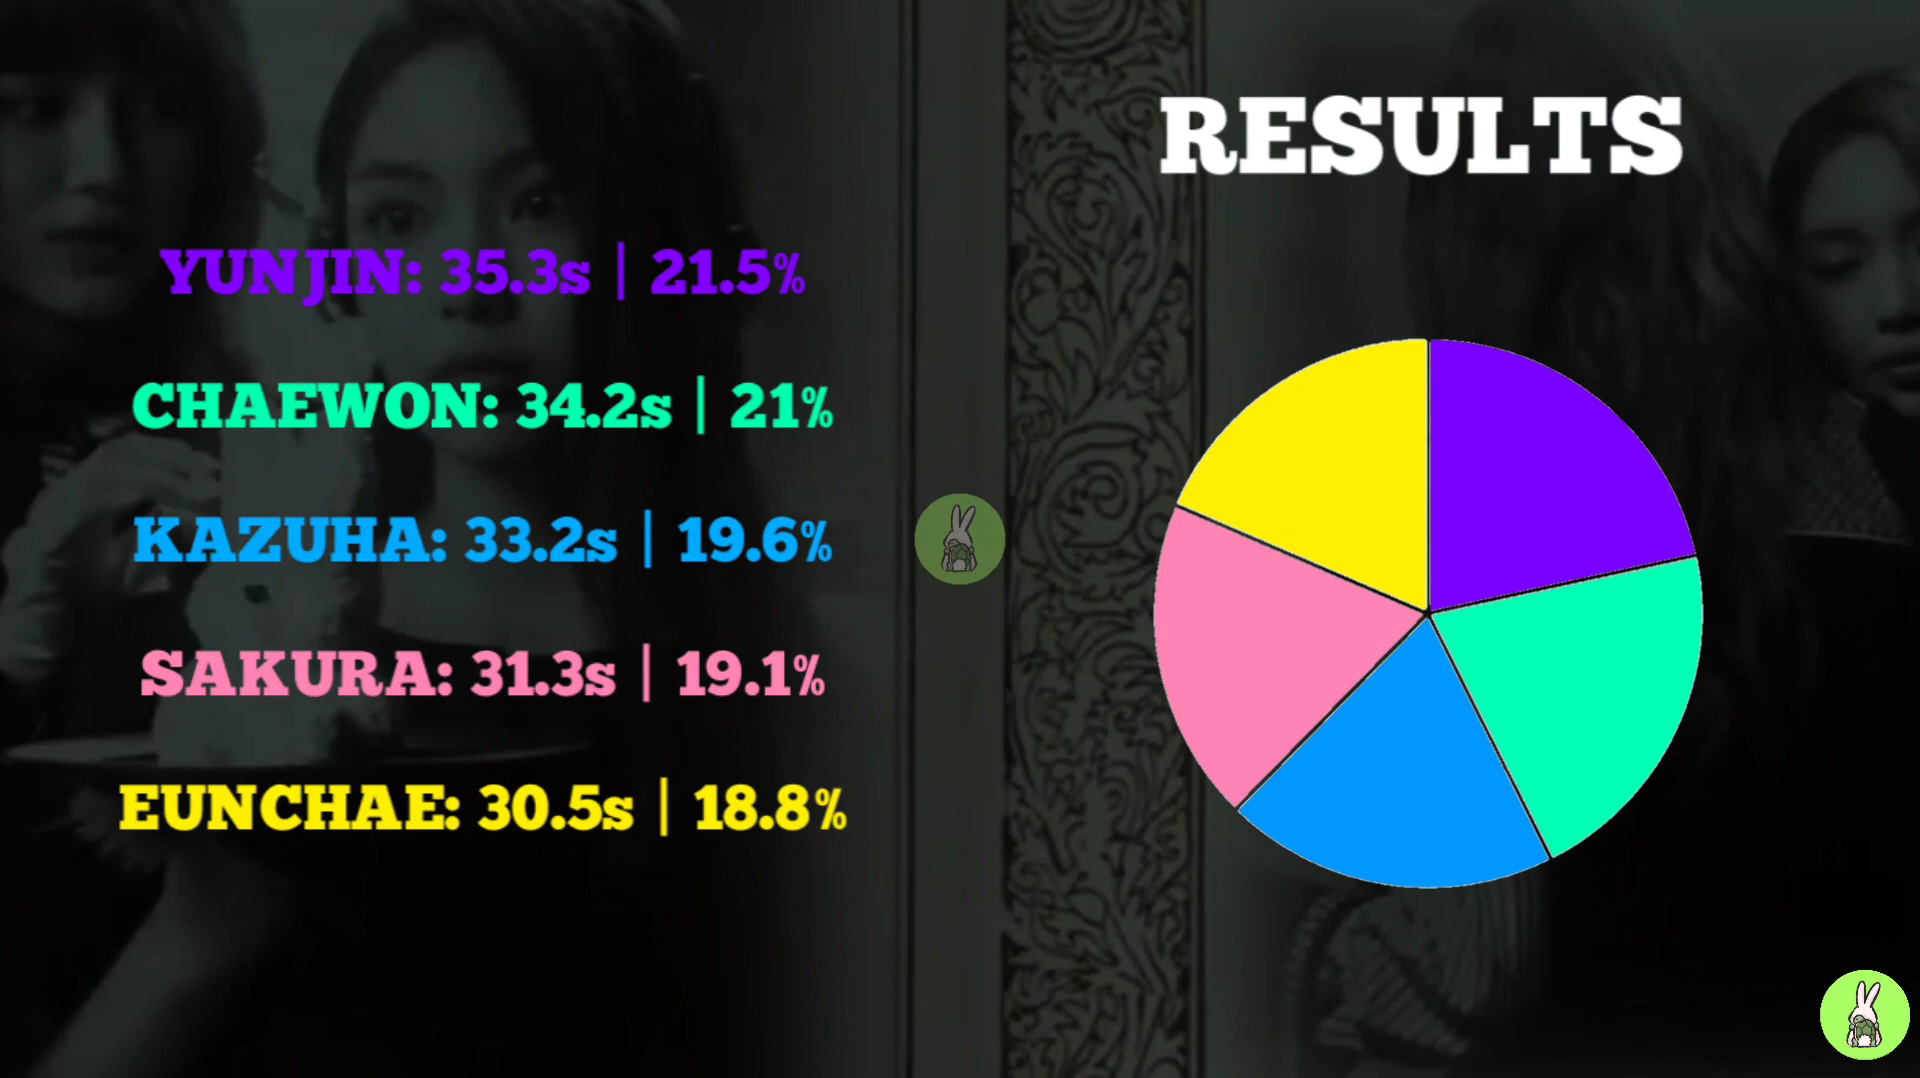 RESULTS
YUNJIN: 35.3s | 21.5%
CHAEWON: 34.2s | 21%
KAZUHA: 33.2s | 19.6%
SAKURA: 31.3s | 19.1%
EUNCHAE: 30.5s | 18.8%